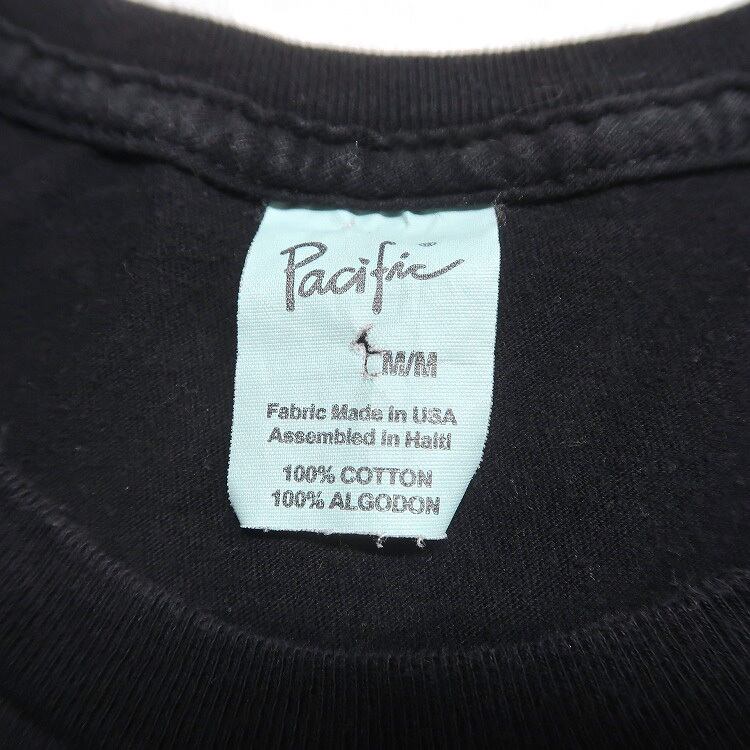 Pacific
M/M
Fabric Made in USA
Assembled in Haiti
100% COTTON
100% ALGODON